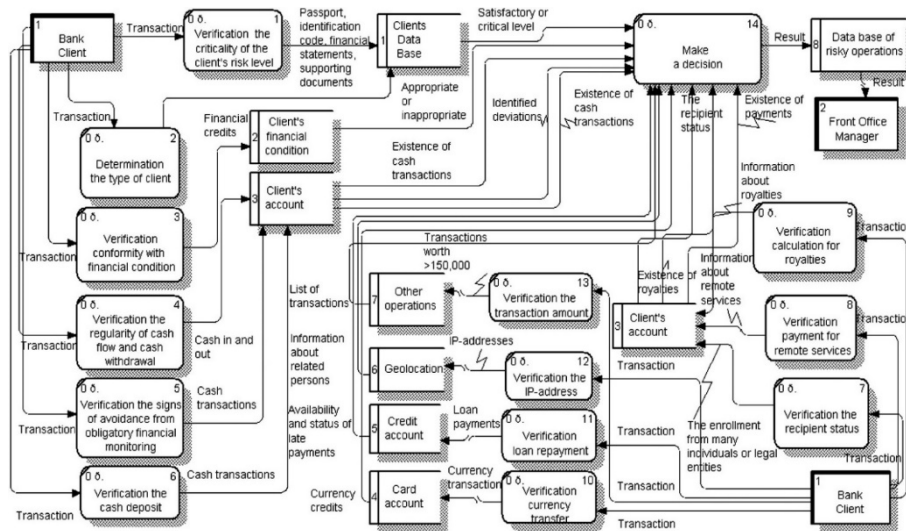 1
Bank
Client
Transaction
0 ð.
1
Verification the
criticality of the
client's risk level
Passport,
identification
code, financial
statements,
supporting
documents
1
Clients
Data
Base
Satisfactory or
critical level
0 ð.
14
Make
a decision
Result
8
Data base of
risky operations
Result
2
Front Office
Manager
Transaction
0 ð.
2
Determination
the type of client
Appropriate
or
inappropriate
Financial
credits
2
Client's
financial
condition
Existence of
cash
transactions
Identified
deviations
Existence of
cash
transactions
The
recipient
status
Existence of
payments
3
Client's
account
0 ð.
3
Verification
conformity with
financial condition
Transaction
0 ð.
4
Verification the
regularity of cash
flow and cash
withdrawal
Transaction
Cash in and
out
0 ð.
5
Verification the signs
of avoidance from
obligatory financial
monitoring
Transaction
Cash
transactions
0 ð.
6
Verification the
cash deposit
Transaction
Cash transactions
List of
transactions
Information
about
related
persons
Availability
and status of
late
payments
Currency
credits
Transactions
worth
>150,000
7
Other
operations
0 ð.
13
Verification the
transaction amount
IP-addresses
6
Geolocation
0 ð.
12
Verification the
IP-address
Loan
payments
5
Credit
account
0 ð.
11
Verification
loan repayment
Currency
transaction
4
Card
account
0 ð.
10
Verification
currency
transfer
Existence of
royalties
Information
about
royalties
Information
about
remote
services
3
Client's
account
0 ð.
9
Verification
calculation for
royalties
Transaction
0 ð.
8
Verification
payment for
remote services
Transaction
0 ð.
7
Verification the
recipient status
Transaction
The enrollment
from many
individuals or legal
entities
Transaction
Transaction
Transaction
Transaction
1
Bank
Client